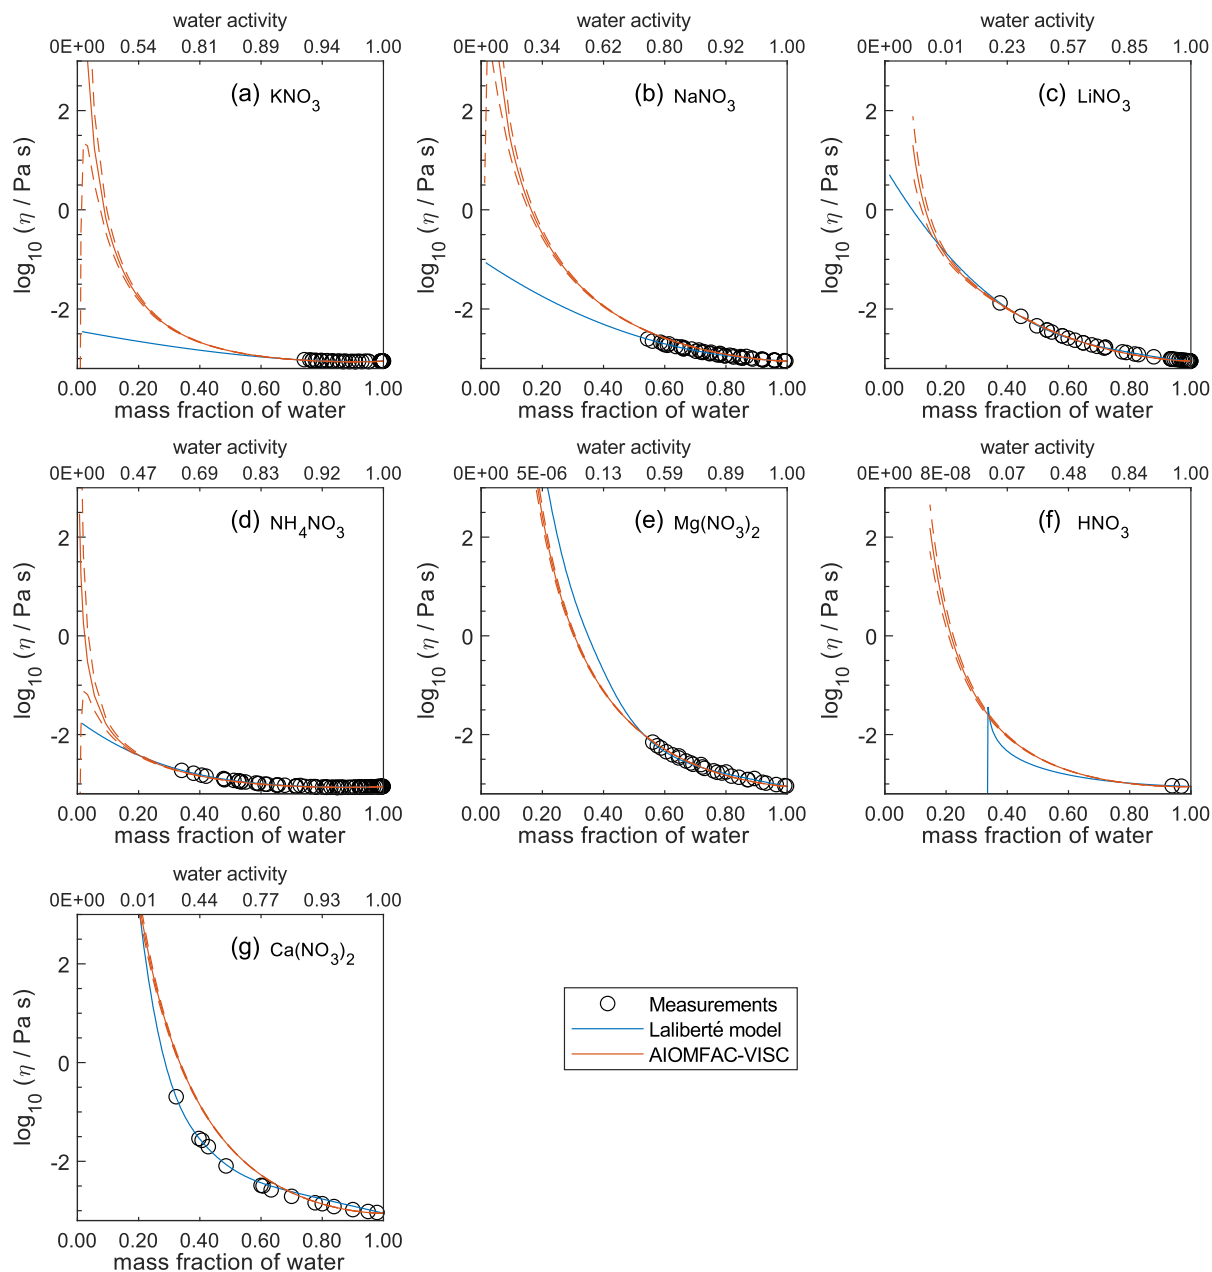 water activity
0E+00 0.54 0.81 0.89 0.94 1.00
(a) KNO3
log10 (η / Pa s)
2
0
-2
0.00 0.20 0.40 0.60 0.80 1.00
mass fraction of water
water activity
0E+00 0.34 0.62 0.80 0.92 1.00
(b) NaNO3
log10 (η / Pa s)
2
0
-2
0.00 0.20 0.40 0.60 0.80 1.00
mass fraction of water
water activity
0E+00 0.01 0.23 0.57 0.85 1.00
(c) LiNO3
log10 (η / Pa s)
2
0
-2
0.00 0.20 0.40 0.60 0.80 1.00
mass fraction of water
water activity
0E+00 0.47 0.69 0.83 0.92 1.00
(d) NH4NO3
log10 (η / Pa s)
2
0
-2
0.00 0.20 0.40 0.60 0.80 1.00
mass fraction of water
water activity
0E+00 5E-06 0.13 0.59 0.89 1.00
(e) Mg(NO3)2
log10 (η / Pa s)
2
0
-2
0.00 0.20 0.40 0.60 0.80 1.00
mass fraction of water
water activity
0E+00 8E-08 0.07 0.48 0.84 1.00
(f) HNO3
log10 (η / Pa s)
2
0
-2
0.00 0.20 0.40 0.60 0.80 1.00
mass fraction of water
water activity
0E+00 0.01 0.44 0.77 0.93 1.00
(g) Ca(NO3)2
log10 (η / Pa s)
2
0
-2
0.00 0.20 0.40 0.60 0.80 1.00
mass fraction of water
Measurements
Laliberté model
AIOMFAC-VISC